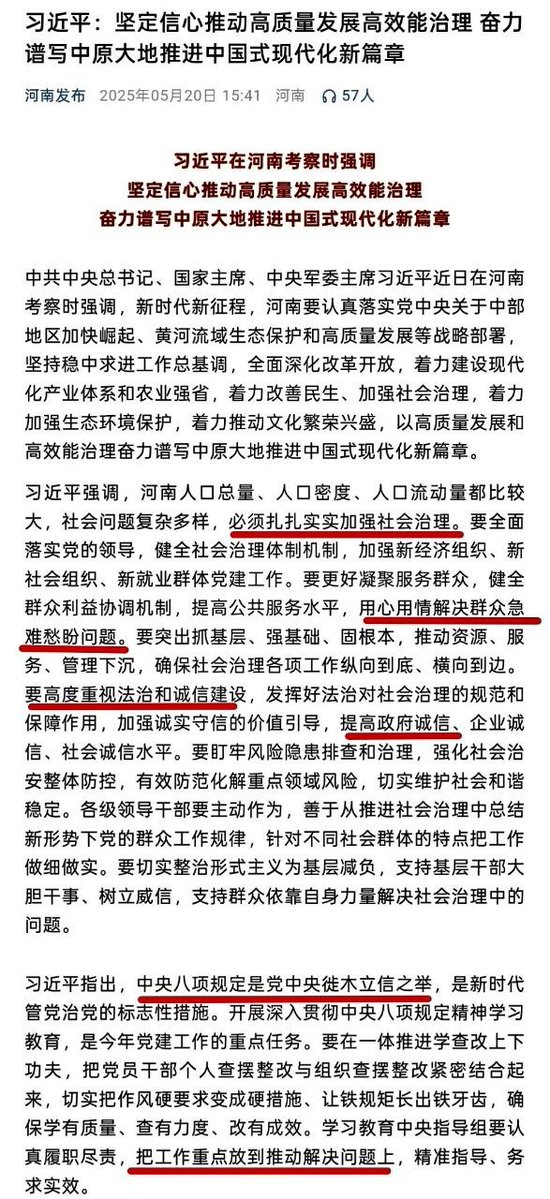 习近平：坚定信心推动高质量发展高效能治理 奋力
谱写中原大地推进中国式现代化新篇章
河南发布 2025年05月20日 15:41 河南 57人
习近平在河南考察时强调
坚定信心推动高质量发展高效能治理
奋力谱写中原大地推进中国式现代化新篇章
中共中央总书记、国家主席、中央军委主席习近平近日在河南
考察时强调，新时代新征程，河南要认真落实党中央关于中部
地区加快崛起、黄河流域生态保护和高质量发展等战略部署，
坚持稳中求进工作总基调，全面深化改革开放，着力建设现代
化产业体系和农业强省，着力改善民生、加强社会治理，着力
加强生态环境保护，着力推动文化繁荣兴盛，以高质量发展和
高效能治理奋力谱写中原大地推进中国式现代化新篇章。
习近平强调，河南人口总量、人口密度、人口流动量都比较
大，社会问题复杂多样，必须扎扎实实加强社会治理。要全面
落实党的领导，健全社会治理体制机制，加强新经济组织、新
社会组织、新就业群体党建工作。要更好凝聚服务群众，健全
群众利益协调机制，提高公共服务水平，用心用情解决群众急
难愁盼问题。要突出抓基层、强基础、固根本，推动资源、服
务、管理下沉，确保社会治理各项工作纵向到底、横向到边。
要高度重视法治和诚信建设，发挥好法治对社会治理的规范和
保障作用，加强诚实守信的价值引导，提高政府诚信、企业诚
信、社会诚信水平。要盯牢风险隐患排查和治理，强化社会治
安整体防控，有效防范化解重点领域风险，切实维护社会和谐
稳定。各级领导干部要主动作为，善于从推进社会治理中总结
新形势下党的群众工作规律，针对不同社会群体的特点把工作
做细做实。要切实整治形式主义为基层减负，支持基层干部大
胆干事、树立威信，支持群众依靠自身力量解决社会治理中的
问题。
习近平指出，中央八项规定是党中央徙木立信之举，是新时代
管党治党的标志性措施。开展深入贯彻中央八项规定精神学习
教育，是今年党建工作的重点任务。要在一体推进学查改上下
功夫，把党员干部个人查摆整改与组织查摆整改紧密结合起
来，切实把作风硬要求变成硬措施、让铁规矩长出铁牙齿，确
保学有质量、查有力度、改有成效。学习教育中央指导组要认
真履职尽责，把工作重点放到推动解决问题上，精准指导、务
求实效。